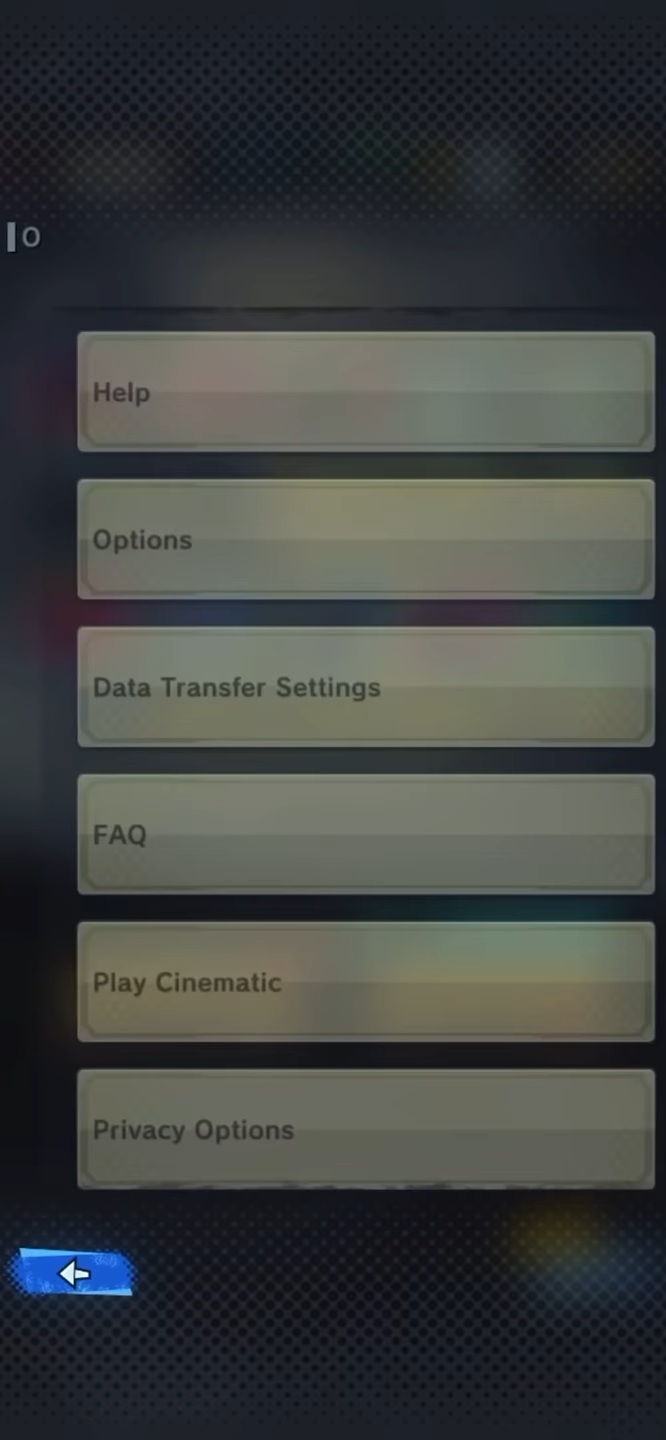 O
Help
Options
Data Transfer Settings
FAQ
Play Cinematic
Privacy Options